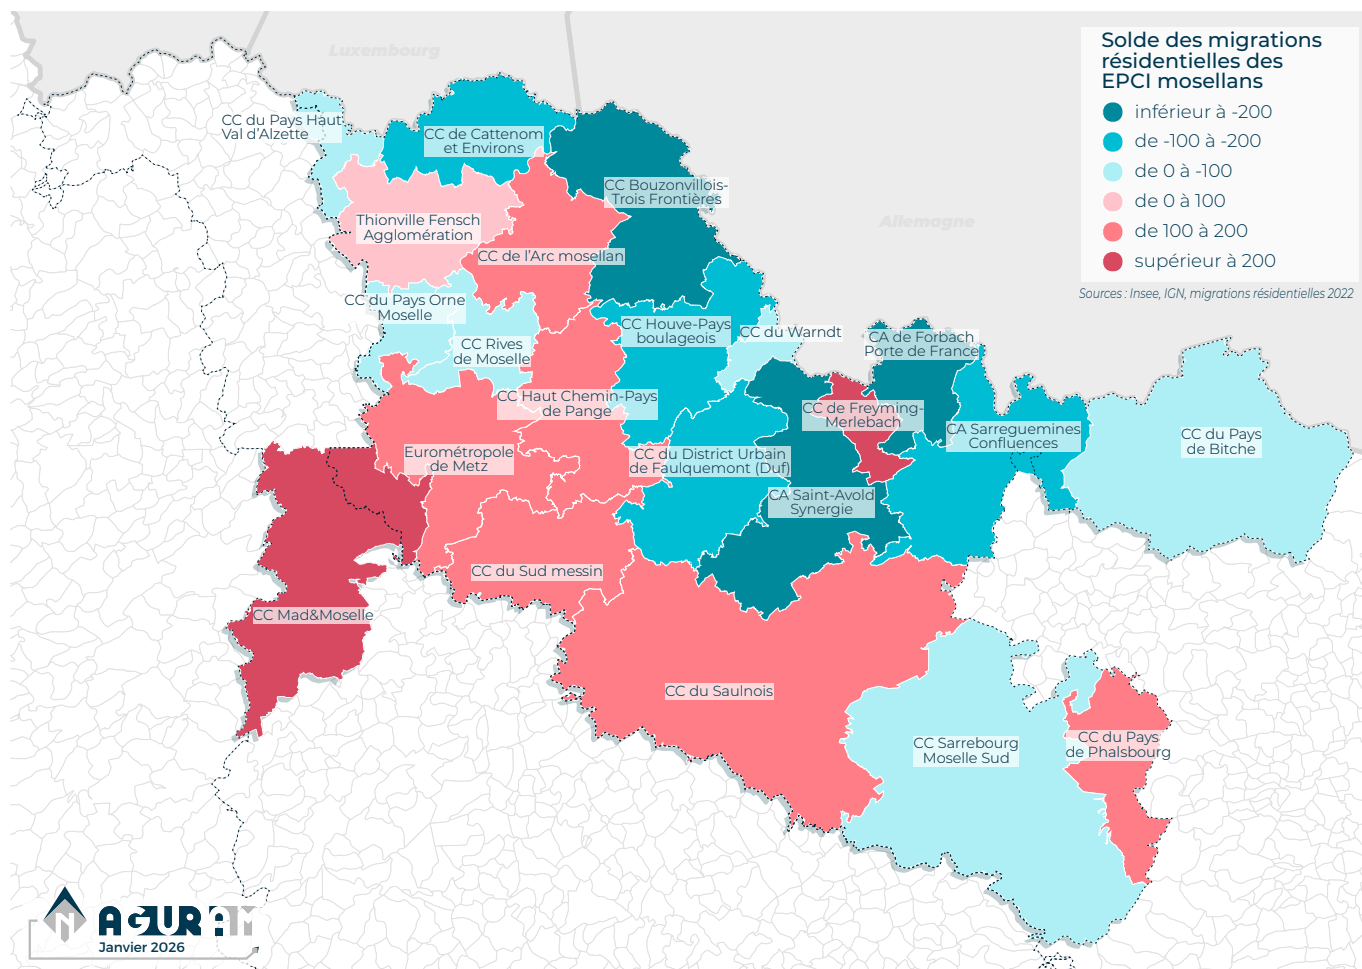 Luxembourg
Solde des migrations
résidentielles des
EPCI mosellans
inférieur à -200
de -100 à -200
de 0 à -100
de 0 à 100
de 100 à 200
supérieur à 200
Sources : Insee, IGN, migrations résidentielles 2022
CC du Pays Haut
Val d'Alzette
CC de Cattenom
et Environs
CC Bouzonvillois-
Trois Frontières
Allemagne
Thionville Fensch
Agglomération
CC de l'Arc mosellan
CC du Pays Orne
Moselle
CC Rives
de Moselle
CC Houve-Pays
boulageois
CC du Warndt
CA de Forbach
Porte de France
CC Haut Chemin-Pays
de Pange
CC de Freyming-
Merlebach
CA Sarreguemines
Confluences
CC du Pays
de Bitche
Eurométropole
de Metz
CC du District Urbain
de Faulquemont (Duf)
CA Saint-Avold
Synergie
CC du Sud messin
CC Mad&Moselle
CC du Saulnois
CC Sarrebourg
Moselle Sud
CC du Pays
de Phalsbourg
N
AGURAM
Janvier 2026